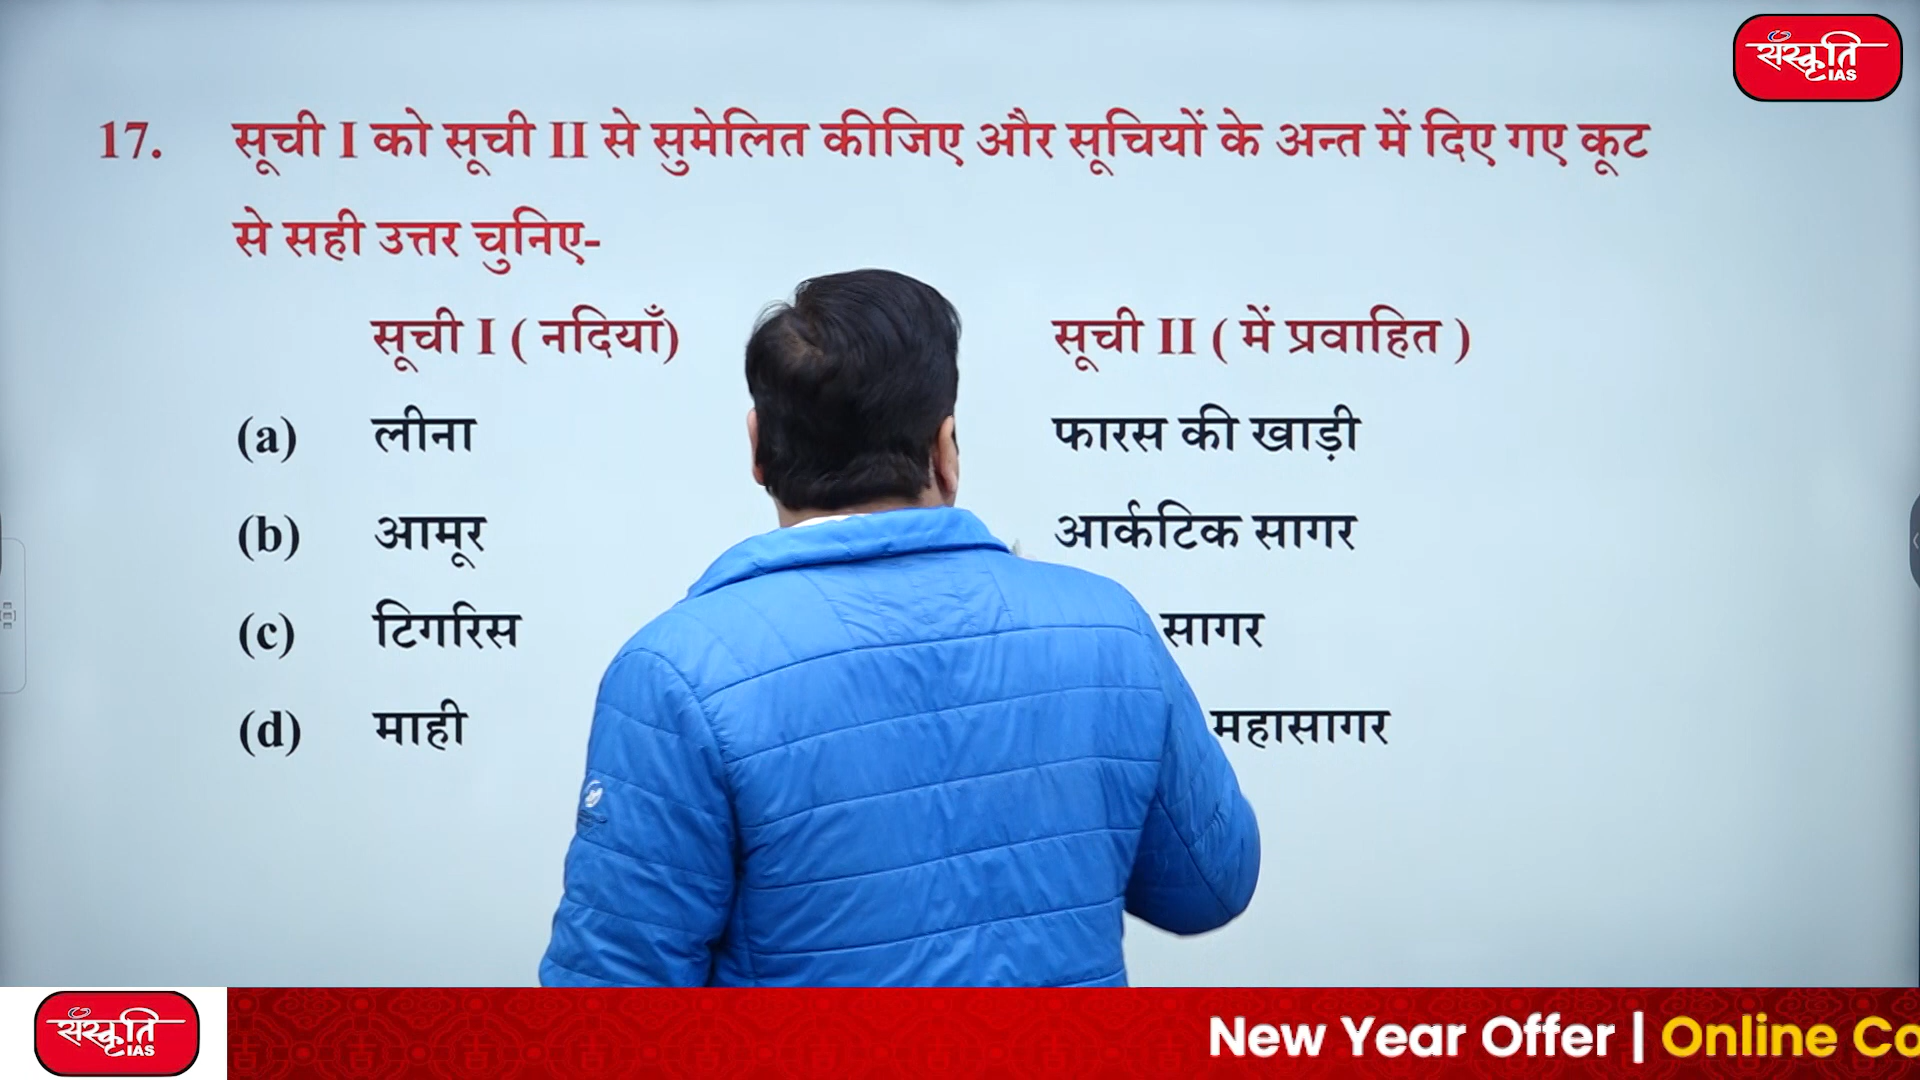 संस्कृति
IAS
17. सूची I को सूची II से सुमेलित कीजिए और सूचियों के अन्त में दिए गए कूट
से सही उत्तर चुनिए-
सूची I ( नदियाँ) सूची II ( में प्रवाहित )
(a) लीना फारस की खाड़ी
(b) आमूर आर्कटिक सागर
(c) टिगरिस सागर
(d) माही महासागर
संस्कृति
IAS
New Year Offer | Online Co